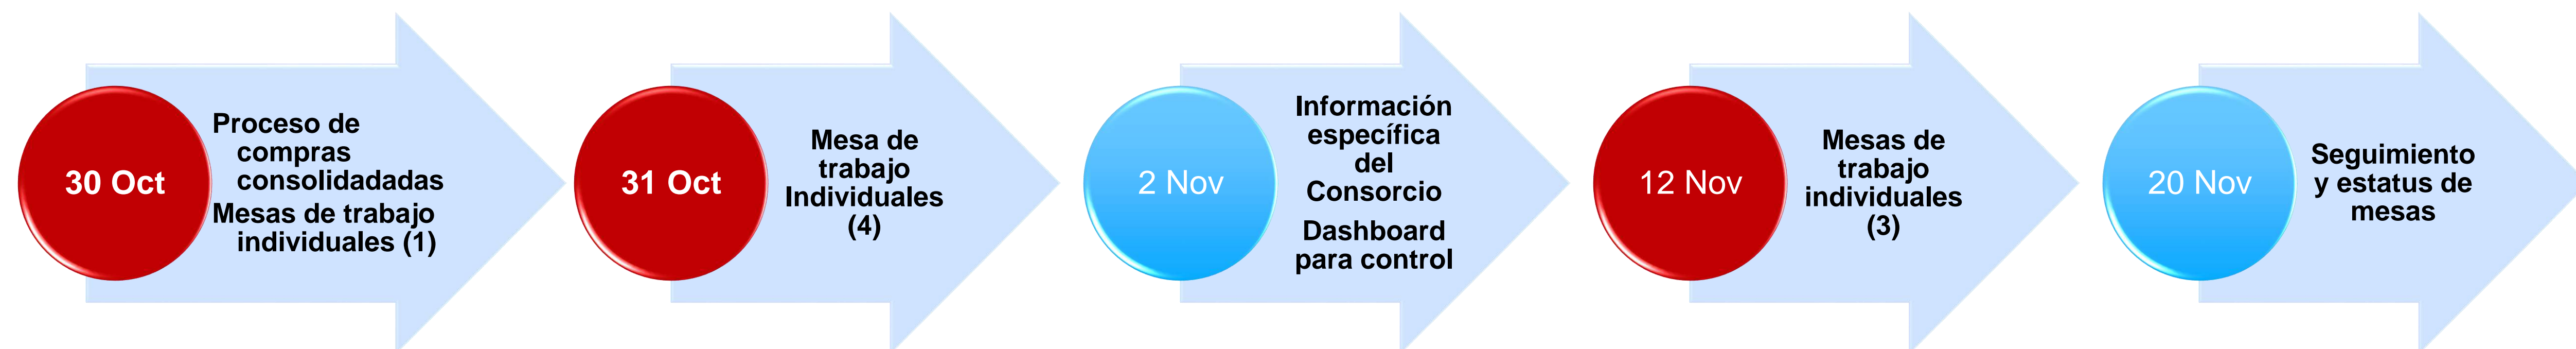 30 Oct
Proceso de
compras
consolidadadas
Mesas de trabajo
individuales (1)
31 Oct
Mesa de
trabajo
Individuales
(4)
2 Nov
Información
específica
del
Consorcio
Dashboard
para control
12 Nov
Mesas de
trabajo
individuales
(3)
20 Nov
Seguimiento
y estatus de
mesas